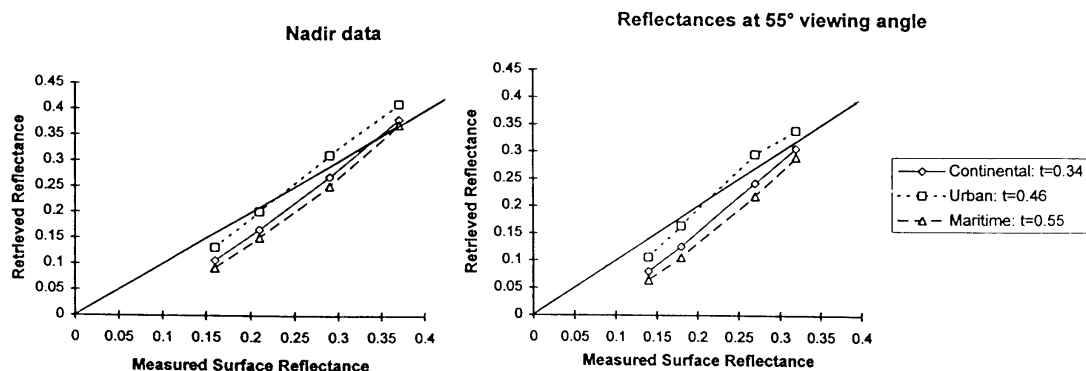 Nadir data
Retrieved Reflectance
0.45
0.4
0.35
0.3
0.25
0.2
0.15
0.1
0.05
0
0 0.05 0.1 0.15 0.2 0.25 0.3 0.35 0.4
Measured Surface Reflectance
Reflectances at 55° viewing angle
Retrieved Reflectance
0.45
0.4
0.35
0.3
0.25
0.2
0.15
0.1
0.05
0
0 0.05 0.1 0.15 0.2 0.25 0.3 0.35 0.4
Measured Surface Reflectance
Continental: t=0.34
Urban: t=0.46
Maritime: t=0.55